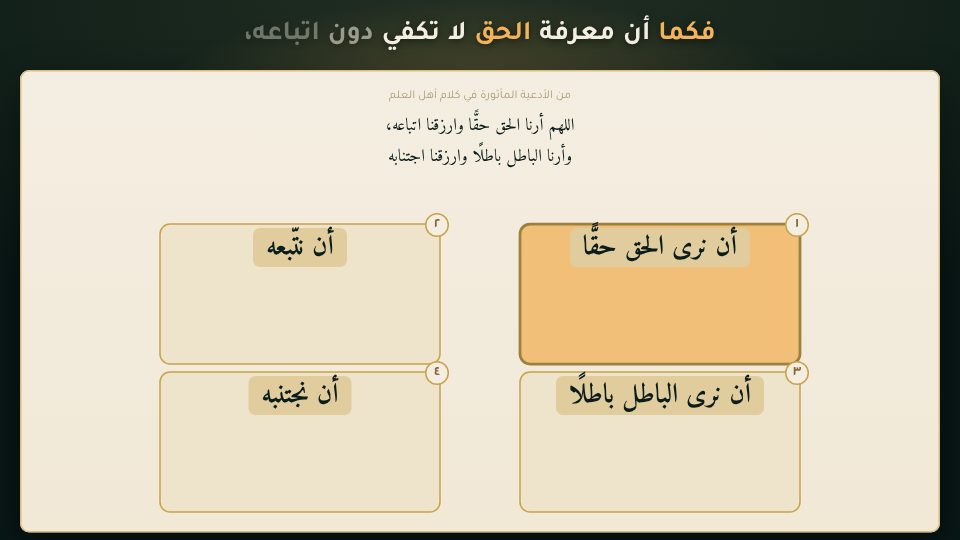 فكما أن معرفة الحق لا تكفي دون اتباعه،
من الأدعية المأثورة في كلام أهل العلم
اللهم أرنا الحق حقًّا وارزقنا اتباعه،
وأرنا الباطل باطلًا وارزقنا اجتنابه
١
أن نرى الحق حقًّا
٢
أن نتّبعه
٣
أن نرى الباطل باطلًا
٤
أن نجتنبه